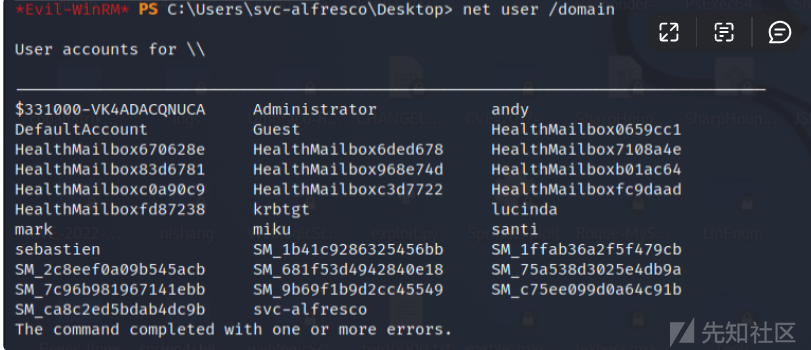 *Evil-WinRM* PS C:\Users\svc-alfresco\Desktop> net user /domain
User accounts for \\
-------------------------------------------------------------------------------
$331000-VK4ADACQNUCA Administrator andy
DefaultAccount Guest HealthMailbox0659cc1
HealthMailbox670628e HealthMailbox6ded678 HealthMailbox7108a4e
HealthMailbox83d6781 HealthMailbox968e74d HealthMailboxb01ac64
HealthMailboxc0a90c9 HealthMailboxc3d7722 HealthMailboxfc9daad
HealthMailboxfd87238 krbtgt lucinda
mark miku santi
sebastien SM_1b41c9286325456bb SM_1ffab36a2f5f479cb
SM_2c8eef0a09b545acb SM_681f53d4942840e18 SM_75a538d3025e4db9a
SM_7c96b981967141ebb SM_9b69f1b9d2cc45549 SM_c75ee099d0a64c91b
SM_ca8c2ed5bdab4dc9b svc-alfresco
The command completed with one or more errors.
先知社区